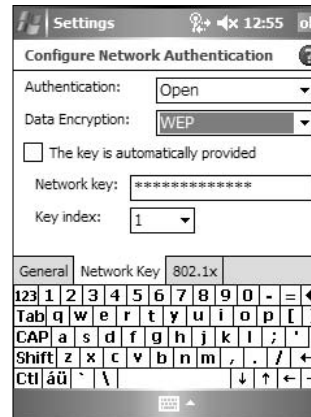 Settings 12:55 ok
Configure Network Authentication ?
Authentication: Open
Data Encryption: WEP
The key is automatically provided
Network key: *************
Key index: 1
General Network Key 802.1x
123 1 2 3 4 5 6 7 8 9 0 - =
Tab q w e r t y u i o p [ ]
CAP a s d f g h j k l ; '
Shift z x c v b n m , . /
Ctl áü ` \